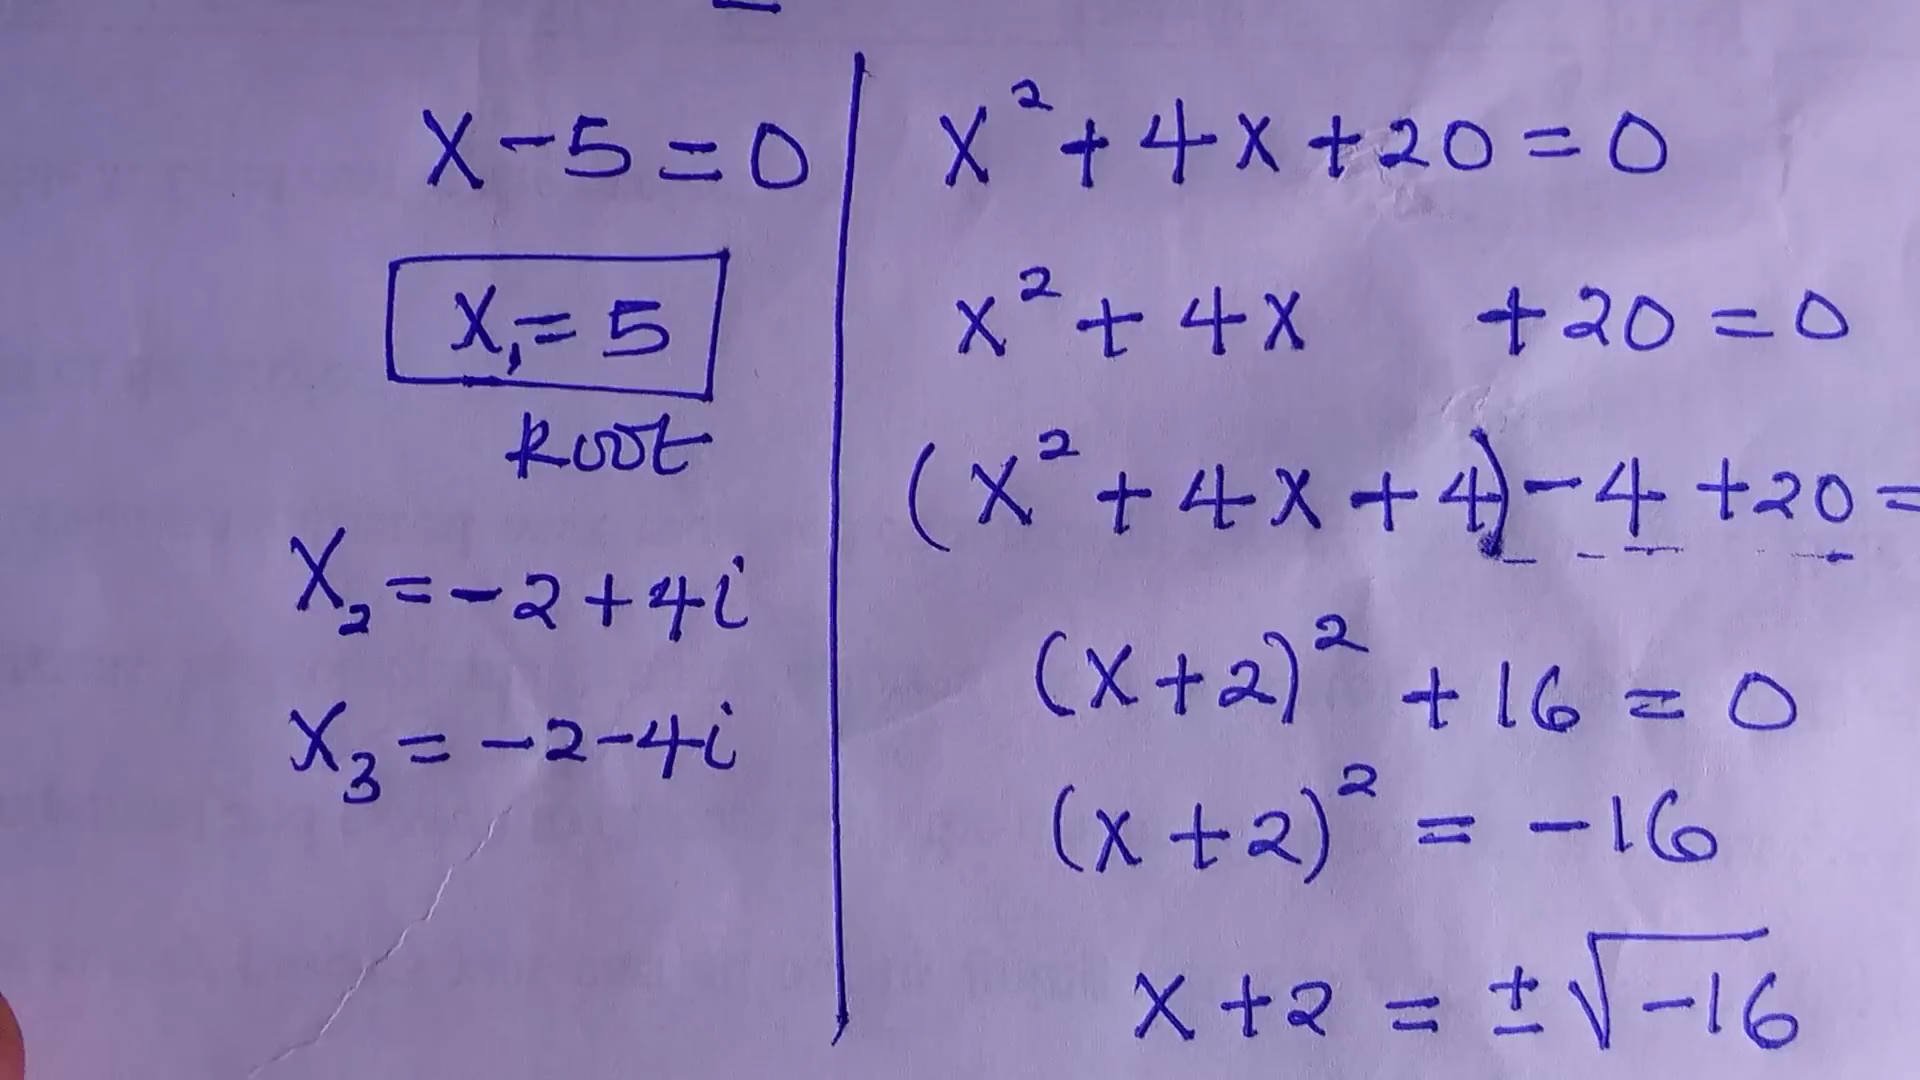 x - 5 = 0
x₁ = 5
Root
x₂ = -2 + 4i
x₃ = -2 - 4i
x² + 4x + 20 = 0
x² + 4x + 20 = 0
(x² + 4x + 4) - 4 + 20 =
(x + 2)² + 16 = 0
(x + 2)² = -16
x + 2 = ± √-16